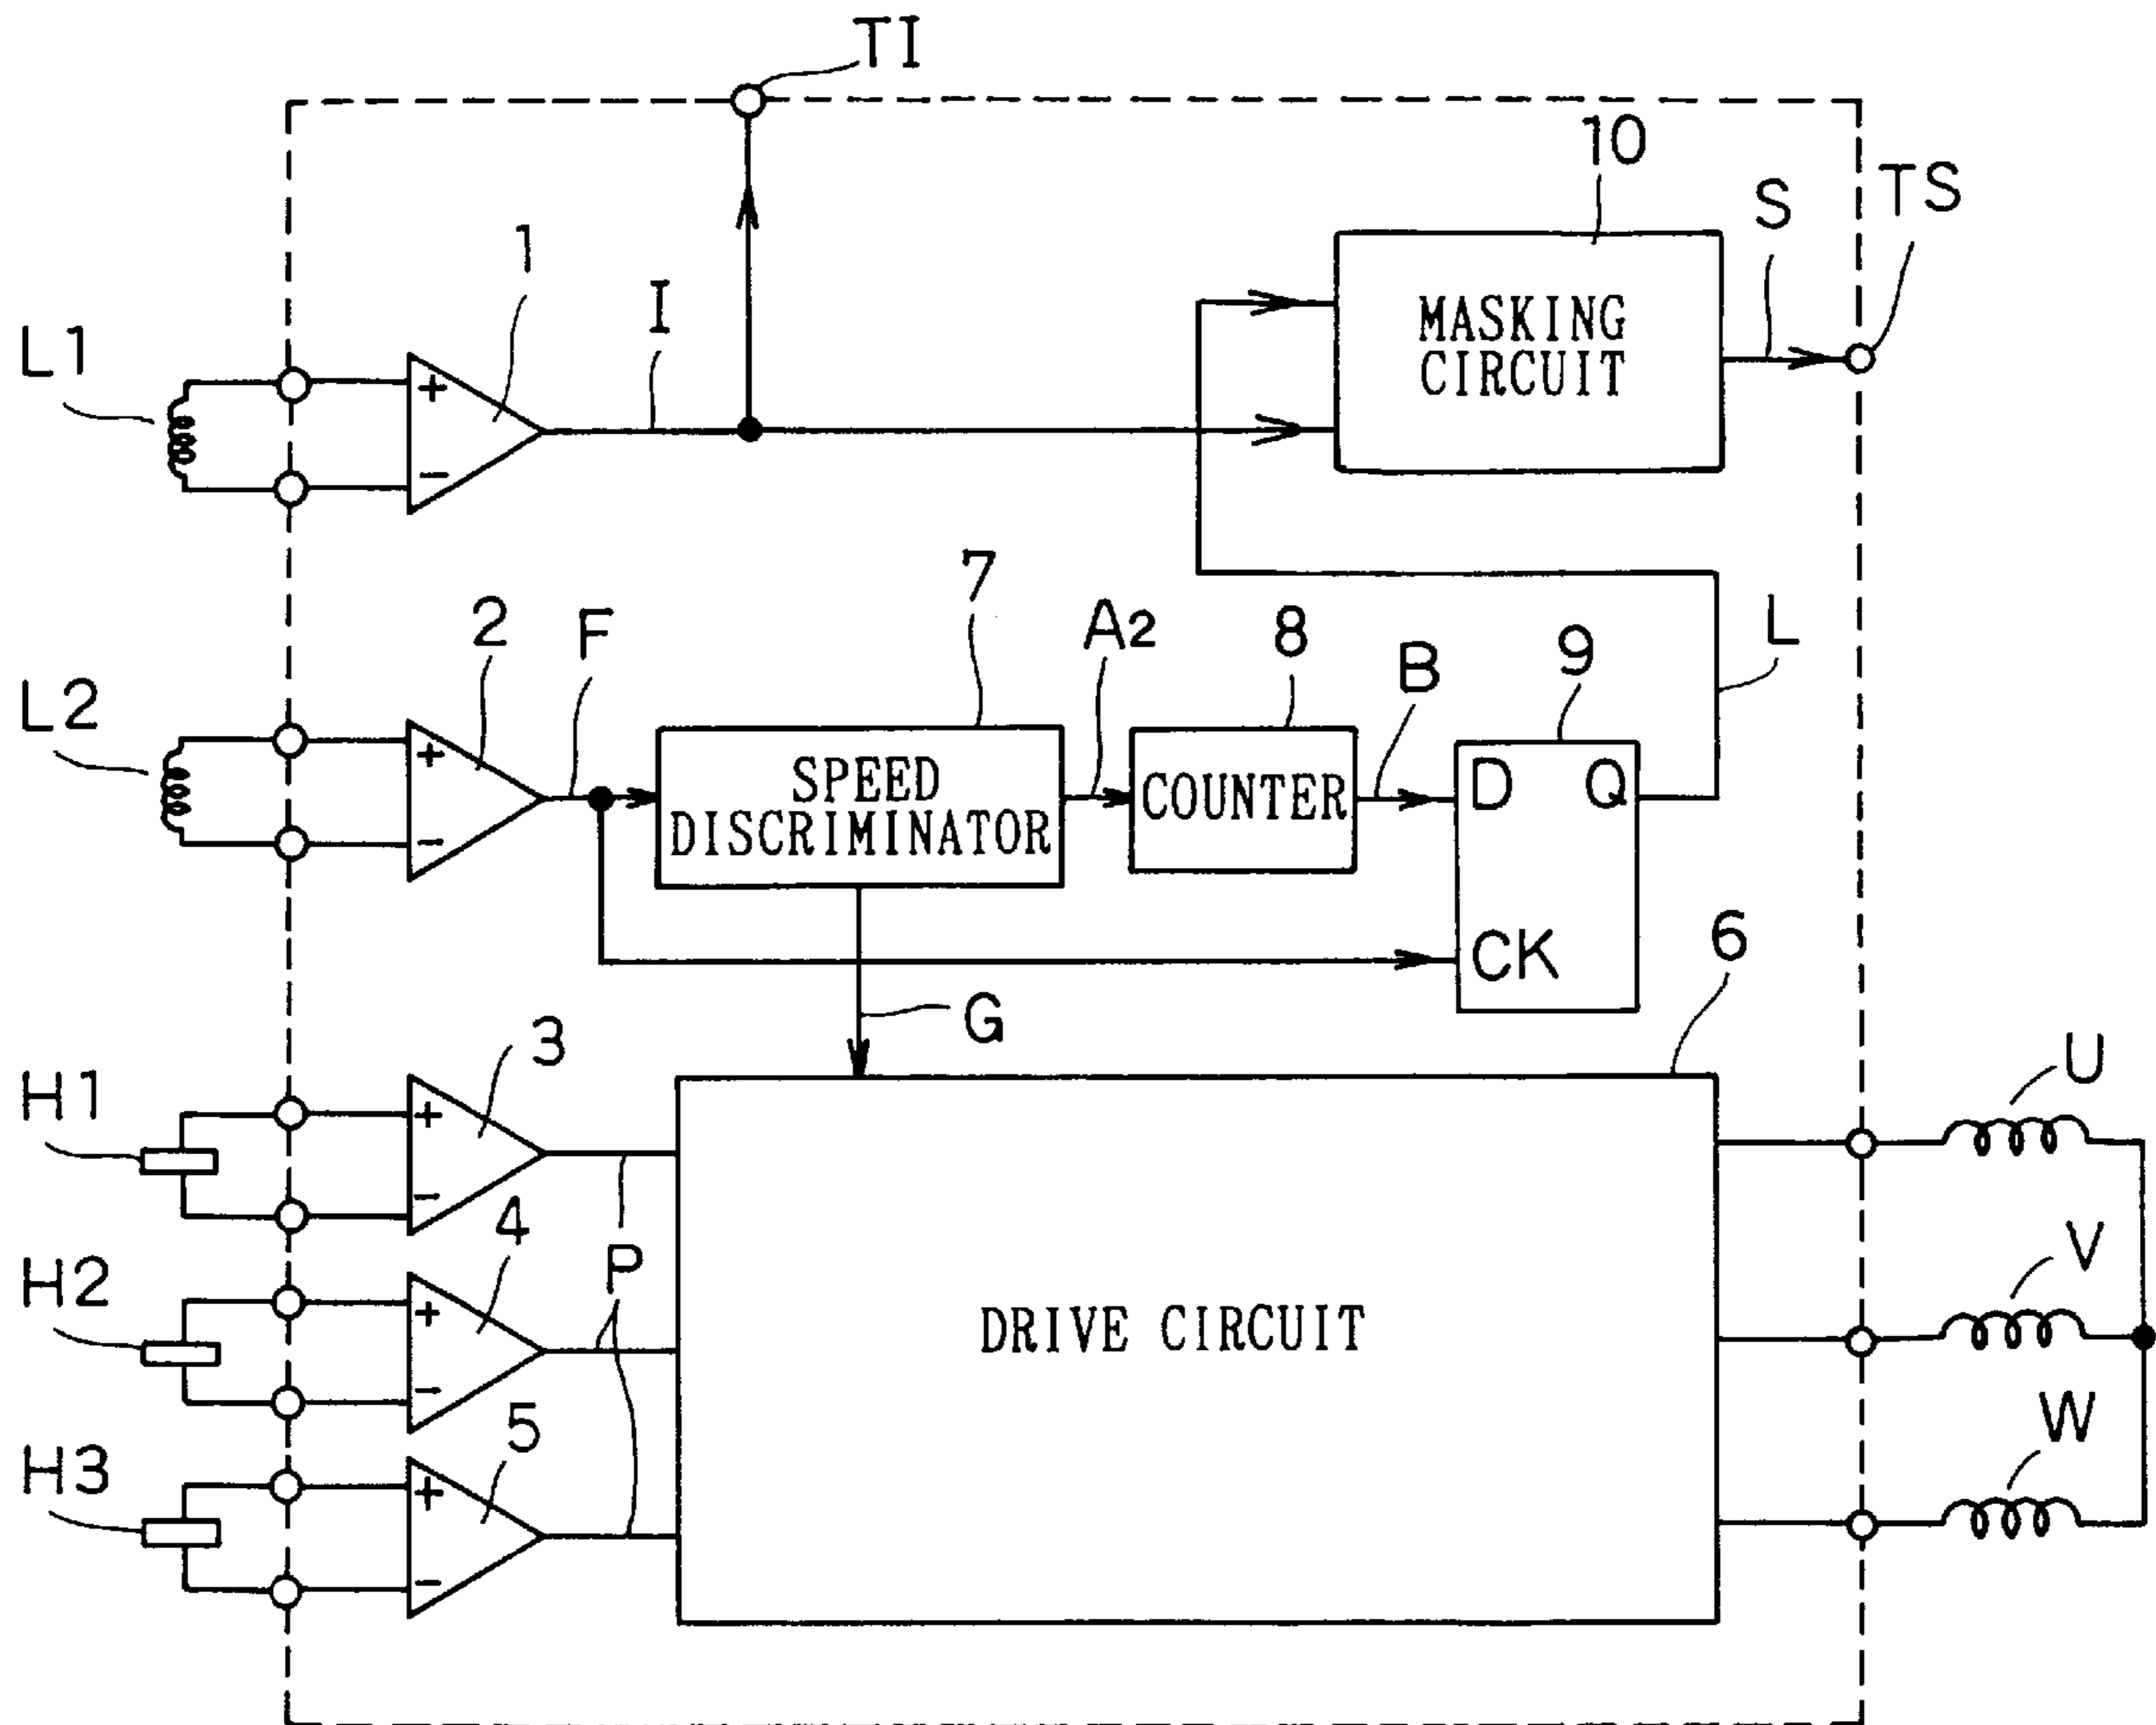 TI
10
S
TS
1
I
L1
+
−
MASKING
CIRCUIT
7
A2
8
9
L
2
F
B
L2
+
−
SPEED
DISCRIMINATOR
COUNTER
D
Q
CK
6
G
3
U
H1
+
−
4
P
V
H2
+
−
DRIVE CIRCUIT
5
W
H3
+
−